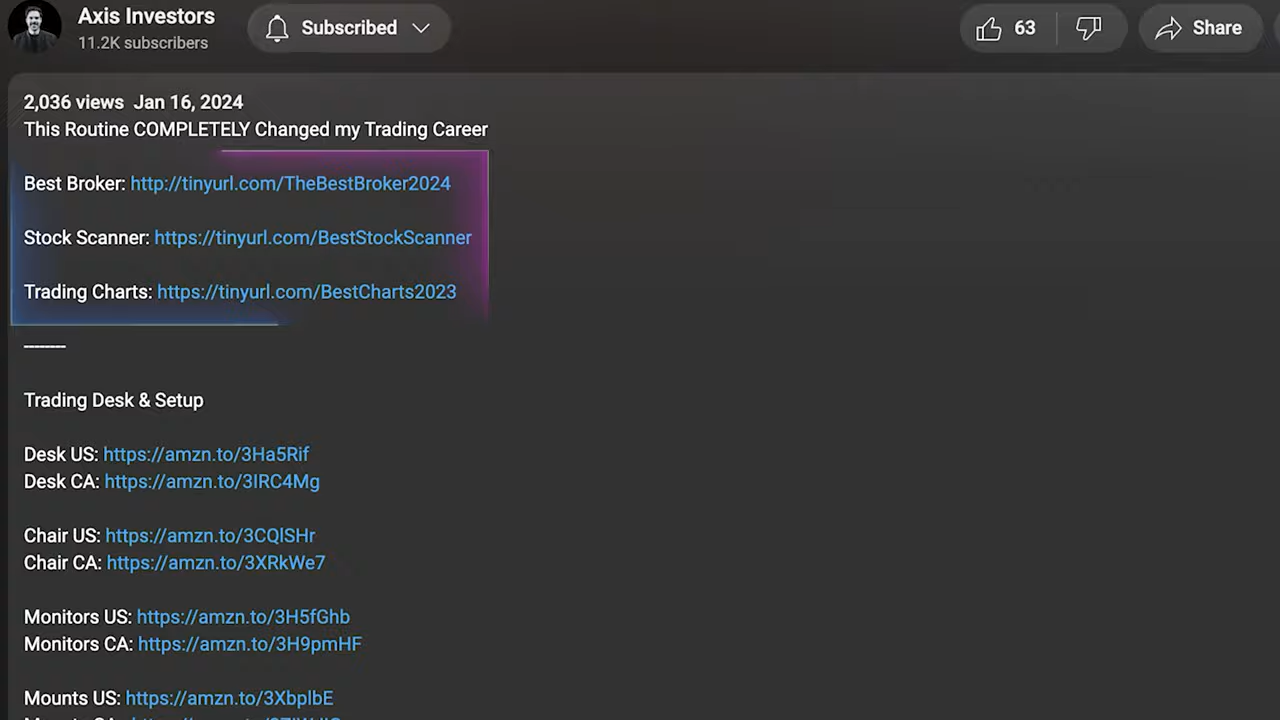 Axis Investors
11.2K subscribers
Subscribed
63
Share
2,036 views Jan 16, 2024
This Routine COMPLETELY Changed my Trading Career
Best Broker: http://tinyurl.com/TheBestBroker2024
Stock Scanner: https://tinyurl.com/BestStockScanner
Trading Charts: https://tinyurl.com/BestCharts2023
--------
Trading Desk & Setup
Desk US: https://amzn.to/3Ha5Rif
Desk CA: https://amzn.to/3IRC4Mg
Chair US: https://amzn.to/3CQlSHr
Chair CA: https://amzn.to/3XRkWe7
Monitors US: https://amzn.to/3H5fGhb
Monitors CA: https://amzn.to/3H9pmHF
Mounts US: https://amzn.to/3XbplbE